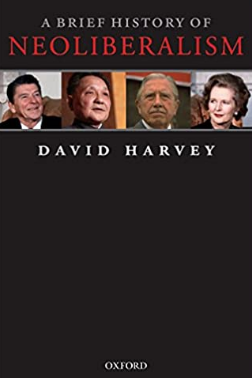 A BRIEF HISTORY OF
NEOLIBERALISM
DAVID HARVEY
OXFORD